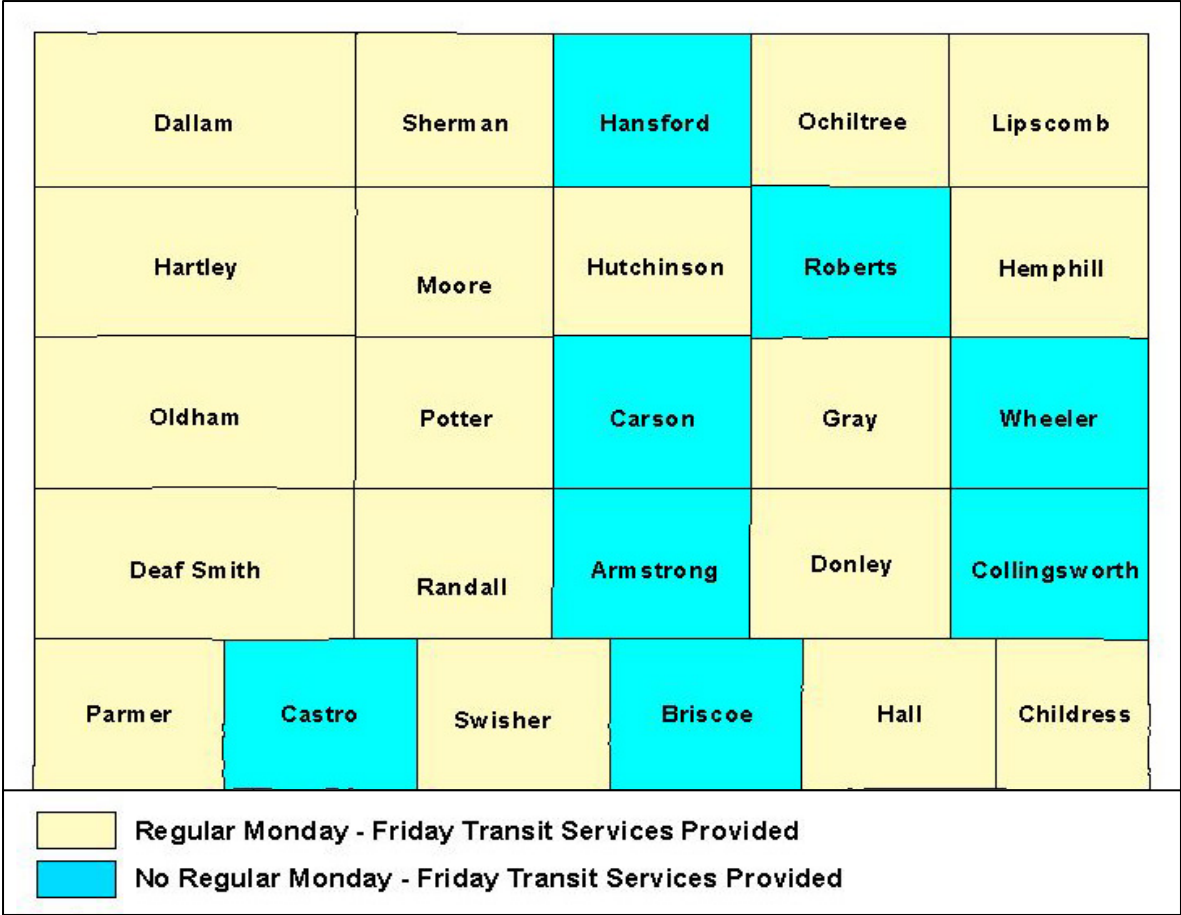 Dallam Sherman Hansford Ochiltree Lipscomb
Hartley Moore Hutchinson Roberts Hemphill
Oldham Potter Carson Gray Wheeler
Deaf Smith Randall Armstrong Donley Collingsworth
Parmer Castro Swisher Briscoe Hall Childress
Regular Monday - Friday Transit Services Provided
No Regular Monday - Friday Transit Services Provided